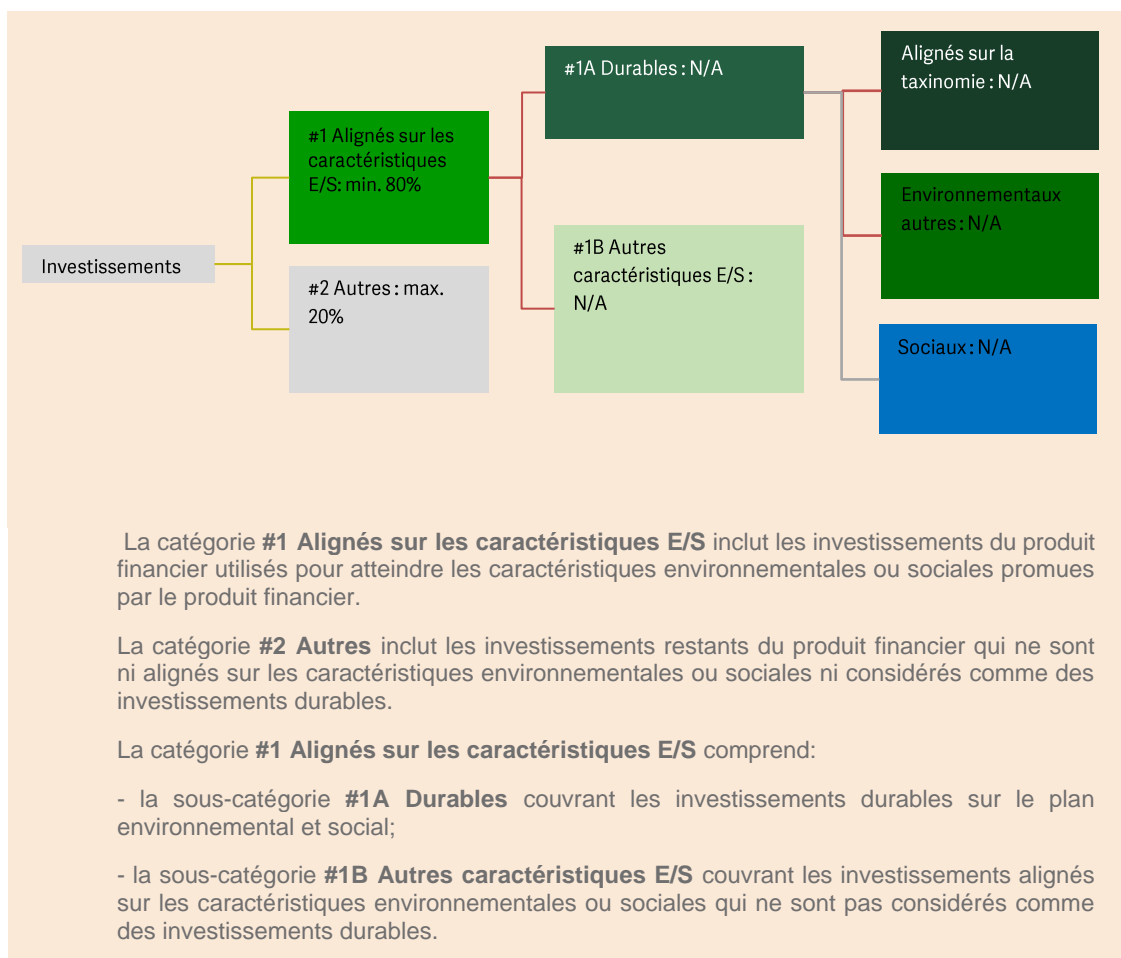 Investissements
#1 Alignés sur les
caractéristiques
E/S: min. 80%
#2 Autres : max.
20%
#1A Durables : N/A
#1B Autres
caractéristiques E/S :
N/A
Alignés sur la
taxinomie : N/A
Environnementaux
autres : N/A
Sociaux : N/A
La catégorie #1 Alignés sur les caractéristiques E/S inclut les investissements du produit
financier utilisés pour atteindre les caractéristiques environnementales ou sociales promues
par le produit financier.
La catégorie #2 Autres inclut les investissements restants du produit financier qui ne sont
ni alignés sur les caractéristiques environnementales ou sociales ni considérés comme des
investissements durables.
La catégorie #1 Alignés sur les caractéristiques E/S comprend:
- la sous-catégorie #1A Durables couvrant les investissements durables sur le plan
environnemental et social;
- la sous-catégorie #1B Autres caractéristiques E/S couvrant les investissements alignés
sur les caractéristiques environnementales ou sociales qui ne sont pas considérés comme
des investissements durables.